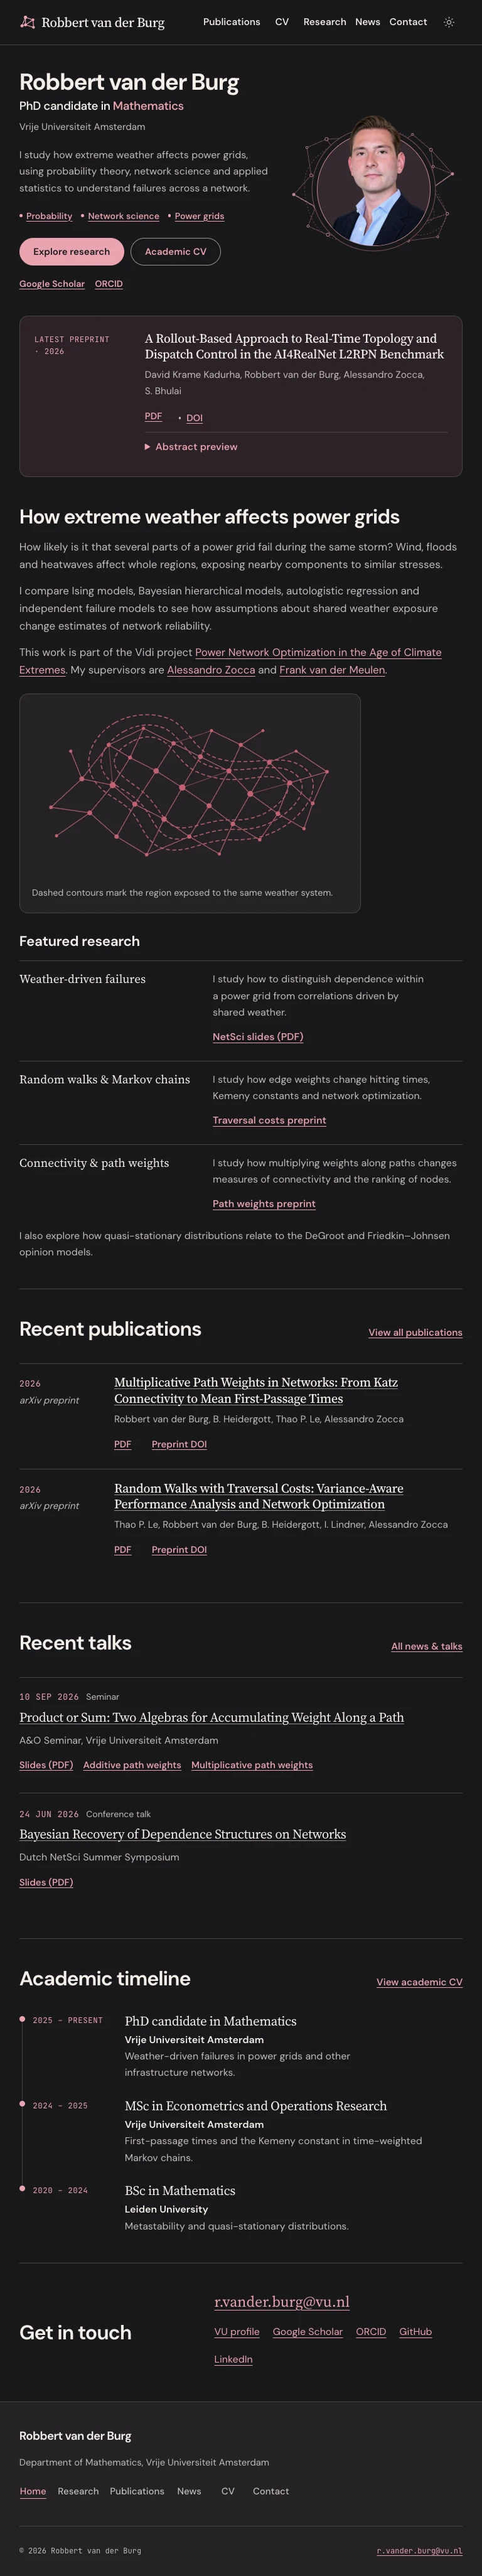 Robbert van der Burg
Publications CV Research News Contact
Robbert van der Burg
PhD candidate in Mathematics
Vrije Universiteit Amsterdam
I study how extreme weather affects power grids,
using probability theory, network science and applied
statistics to understand failures across a network.
• Probability • Network science • Power grids
Explore research Academic CV
Google Scholar ORCID
LATEST PREPRINT
· 2026
A Rollout-Based Approach to Real-Time Topology and
Dispatch Control in the AI4RealNet L2RPN Benchmark
David Krame Kadurha, Robbert van der Burg, Alessandro Zocca,
S. Bhulai
PDF • DOI
▶ Abstract preview
How extreme weather affects power grids
How likely is it that several parts of a power grid fail during the same storm? Wind, floods
and heatwaves affect whole regions, exposing nearby components to similar stresses.
I compare Ising models, Bayesian hierarchical models, autologistic regression and
independent failure models to see how assumptions about shared weather exposure
change estimates of network reliability.
This work is part of the Vidi project Power Network Optimization in the Age of Climate
Extremes. My supervisors are Alessandro Zocca and Frank van der Meulen.
Dashed contours mark the region exposed to the same weather system.
Featured research
Weather-driven failures
I study how to distinguish dependence within
a power grid from correlations driven by
shared weather.
NetSci slides (PDF)
Random walks & Markov chains
I study how edge weights change hitting times,
Kemeny constants and network optimization.
Traversal costs preprint
Connectivity & path weights
I study how multiplying weights along paths changes
measures of connectivity and the ranking of nodes.
Path weights preprint
I also explore how quasi-stationary distributions relate to the DeGroot and Friedkin–Johnsen
opinion models.
Recent publications
View all publications
2026
arXiv preprint
Multiplicative Path Weights in Networks: From Katz
Connectivity to Mean First-Passage Times
Robbert van der Burg, B. Heidergott, Thao P. Le, Alessandro Zocca
PDF Preprint DOI
2026
arXiv preprint
Random Walks with Traversal Costs: Variance-Aware
Performance Analysis and Network Optimization
Thao P. Le, Robbert van der Burg, B. Heidergott, I. Lindner, Alessandro Zocca
PDF Preprint DOI
Recent talks
All news & talks
10 SEP 2026 Seminar
Product or Sum: Two Algebras for Accumulating Weight Along a Path
A&O Seminar, Vrije Universiteit Amsterdam
Slides (PDF) Additive path weights Multiplicative path weights
24 JUN 2026 Conference talk
Bayesian Recovery of Dependence Structures on Networks
Dutch NetSci Summer Symposium
Slides (PDF)
Academic timeline
View academic CV
2025 – PRESENT
PhD candidate in Mathematics
Vrije Universiteit Amsterdam
Weather-driven failures in power grids and other
infrastructure networks.
2024 – 2025
MSc in Econometrics and Operations Research
Vrije Universiteit Amsterdam
First-passage times and the Kemeny constant in time-weighted
Markov chains.
2020 – 2024
BSc in Mathematics
Leiden University
Metastability and quasi-stationary distributions.
Get in touch
r.vander.burg@vu.nl
VU profile Google Scholar ORCID GitHub
LinkedIn
Robbert van der Burg
Department of Mathematics, Vrije Universiteit Amsterdam
Home Research Publications News CV Contact
© 2026 Robbert van der Burg
r.vander.burg@vu.nl